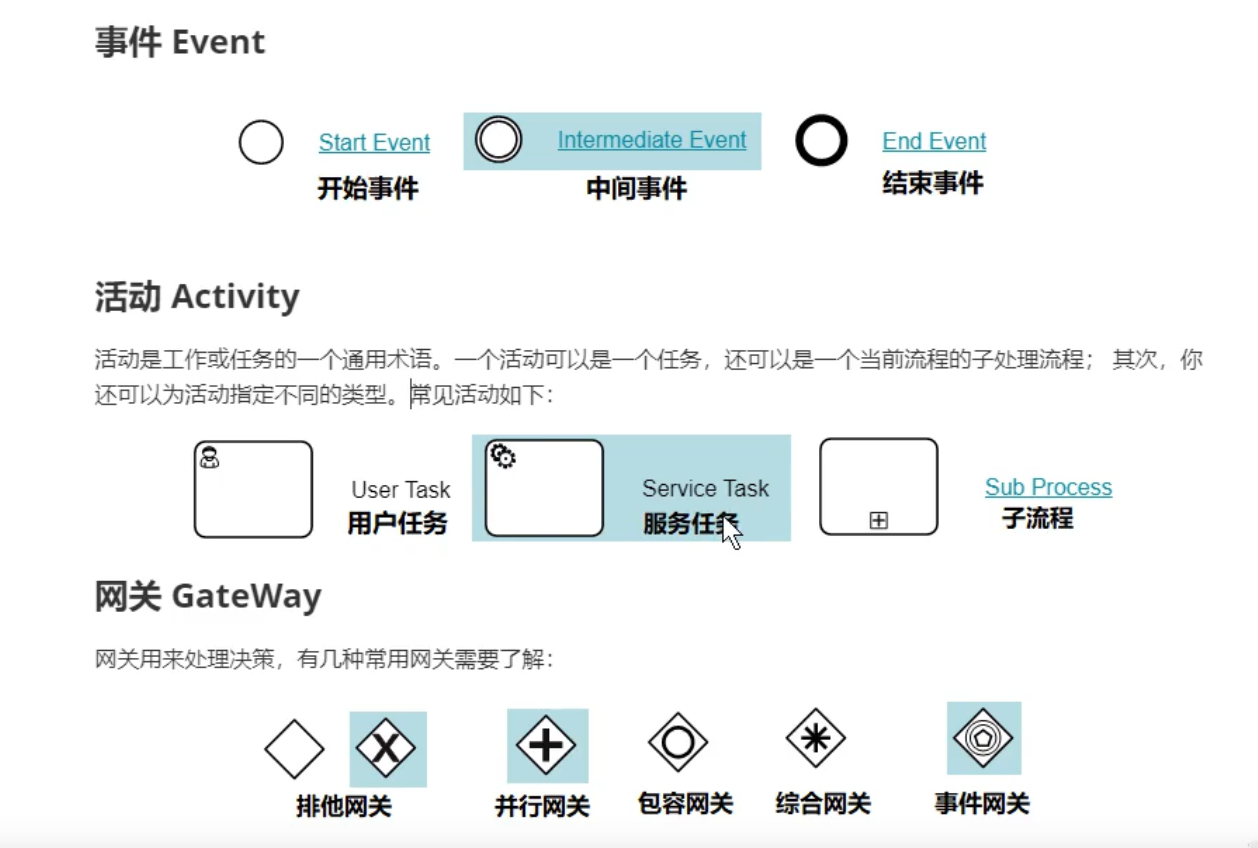 事件 Event
Start Event
Intermediate Event
End Event
开始事件
中间事件
结束事件
活动 Activity
活动是工作或任务的一个通用术语。一个活动可以是一个任务，还可以是一个当前流程的子处理流程； 其次，你
还可以为活动指定不同的类型。常见活动如下：
User Task
Service Task
Sub Process
用户任务
服务任务
子流程
网关 GateWay
网关用来处理决策，有几种常用网关需要了解：
排他网关
并行网关
包容网关
综合网关
事件网关